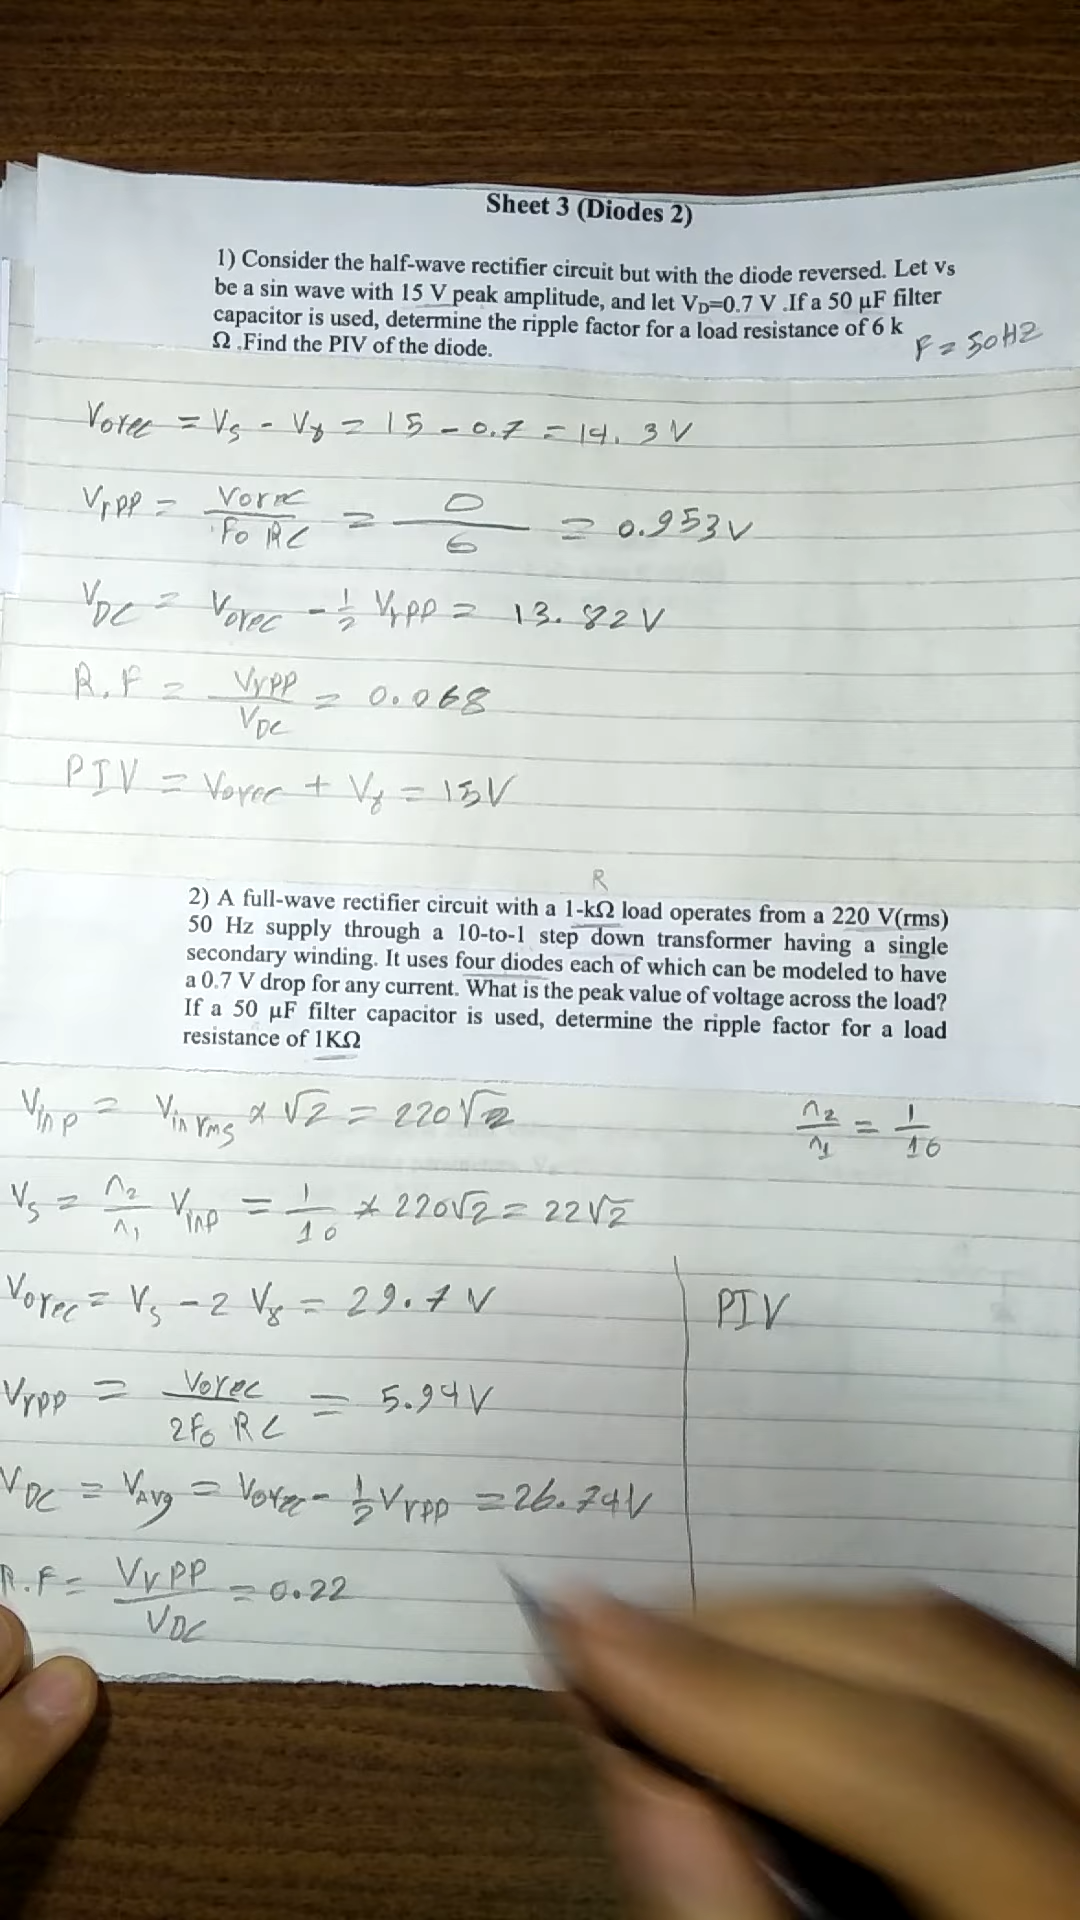 Sheet 3 (Diodes 2)
1) Consider the half-wave rectifier circuit but with the diode reversed. Let vs
be a sin wave with 15 V peak amplitude, and let VD=0.7 V .If a 50 μF filter
capacitor is used, determine the ripple factor for a load resistance of 6 k
Ω .Find the PIV of the diode.
F = 50HZ
Vorec = Vs - Vγ = 15 - 0.7 = 14.3V
VrPP = Vorec / Fo RC = 0 / 6 = 0.953V
VDC = Vorec - 1/2 VrPP = 13.82V
R.F = VrPP / VDC = 0.068
PIV = Vorec + Vγ = 15V
R
2) A full-wave rectifier circuit with a 1-kΩ load operates from a 220 V(rms)
50 Hz supply through a 10-to-1 step down transformer having a single
secondary winding. It uses four diodes each of which can be modeled to have
a 0.7 V drop for any current. What is the peak value of voltage across the load?
If a 50 μF filter capacitor is used, determine the ripple factor for a load
resistance of 1KΩ
VinP = Vin rms * √2 = 220√2
n2 / n1 = 1 / 10
Vs = n2 / n1 VinP = 1 / 10 * 220√2 = 22√2
Vorec = Vs - 2 Vγ = 29.7 V
PIV
VrPP = Vorec / 2Fo RC = 5.94V
VDC = VAvg = Vorec - 1/2 VrPP = 26.74V
R.F = VrPP / VDC = 0.22